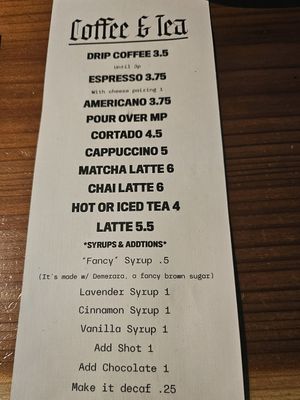 Coffee & Tea
DRIP COFFEE 3.5
Until 3p
ESPRESSO 3.75
With cheese pairing 1
AMERICANO 3.75
POUR OVER MP
CORTADO 4.5
CAPPUCCINO 5
MATCHA LATTE 6
CHAI LATTE 6
HOT OR ICED TEA 4
LATTE 5.5
*SYRUPS & ADDTIONS*
"Fancy" Syrup .5
(It's made w/ Demerara, a fancy brown sugar)
Lavender Syrup 1
Cinnamon Syrup 1
Vanilla Syrup 1
Add Shot 1
Add Chocolate 1
Make it decaf .25